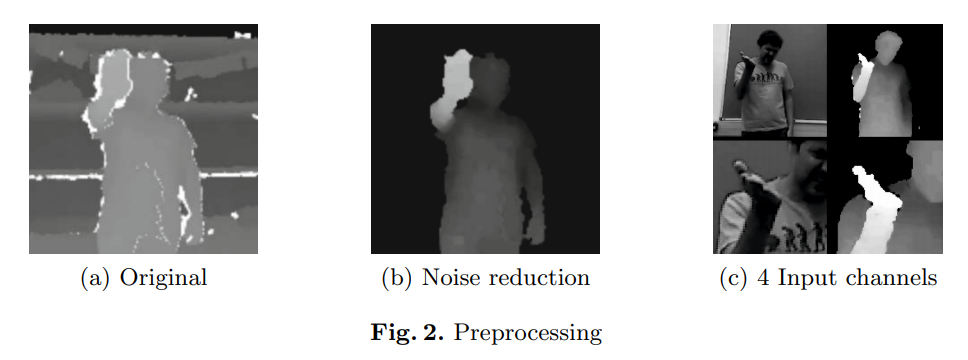 (a) Original
(b) Noise reduction
(c) 4 Input channels
Fig. 2. Preprocessing